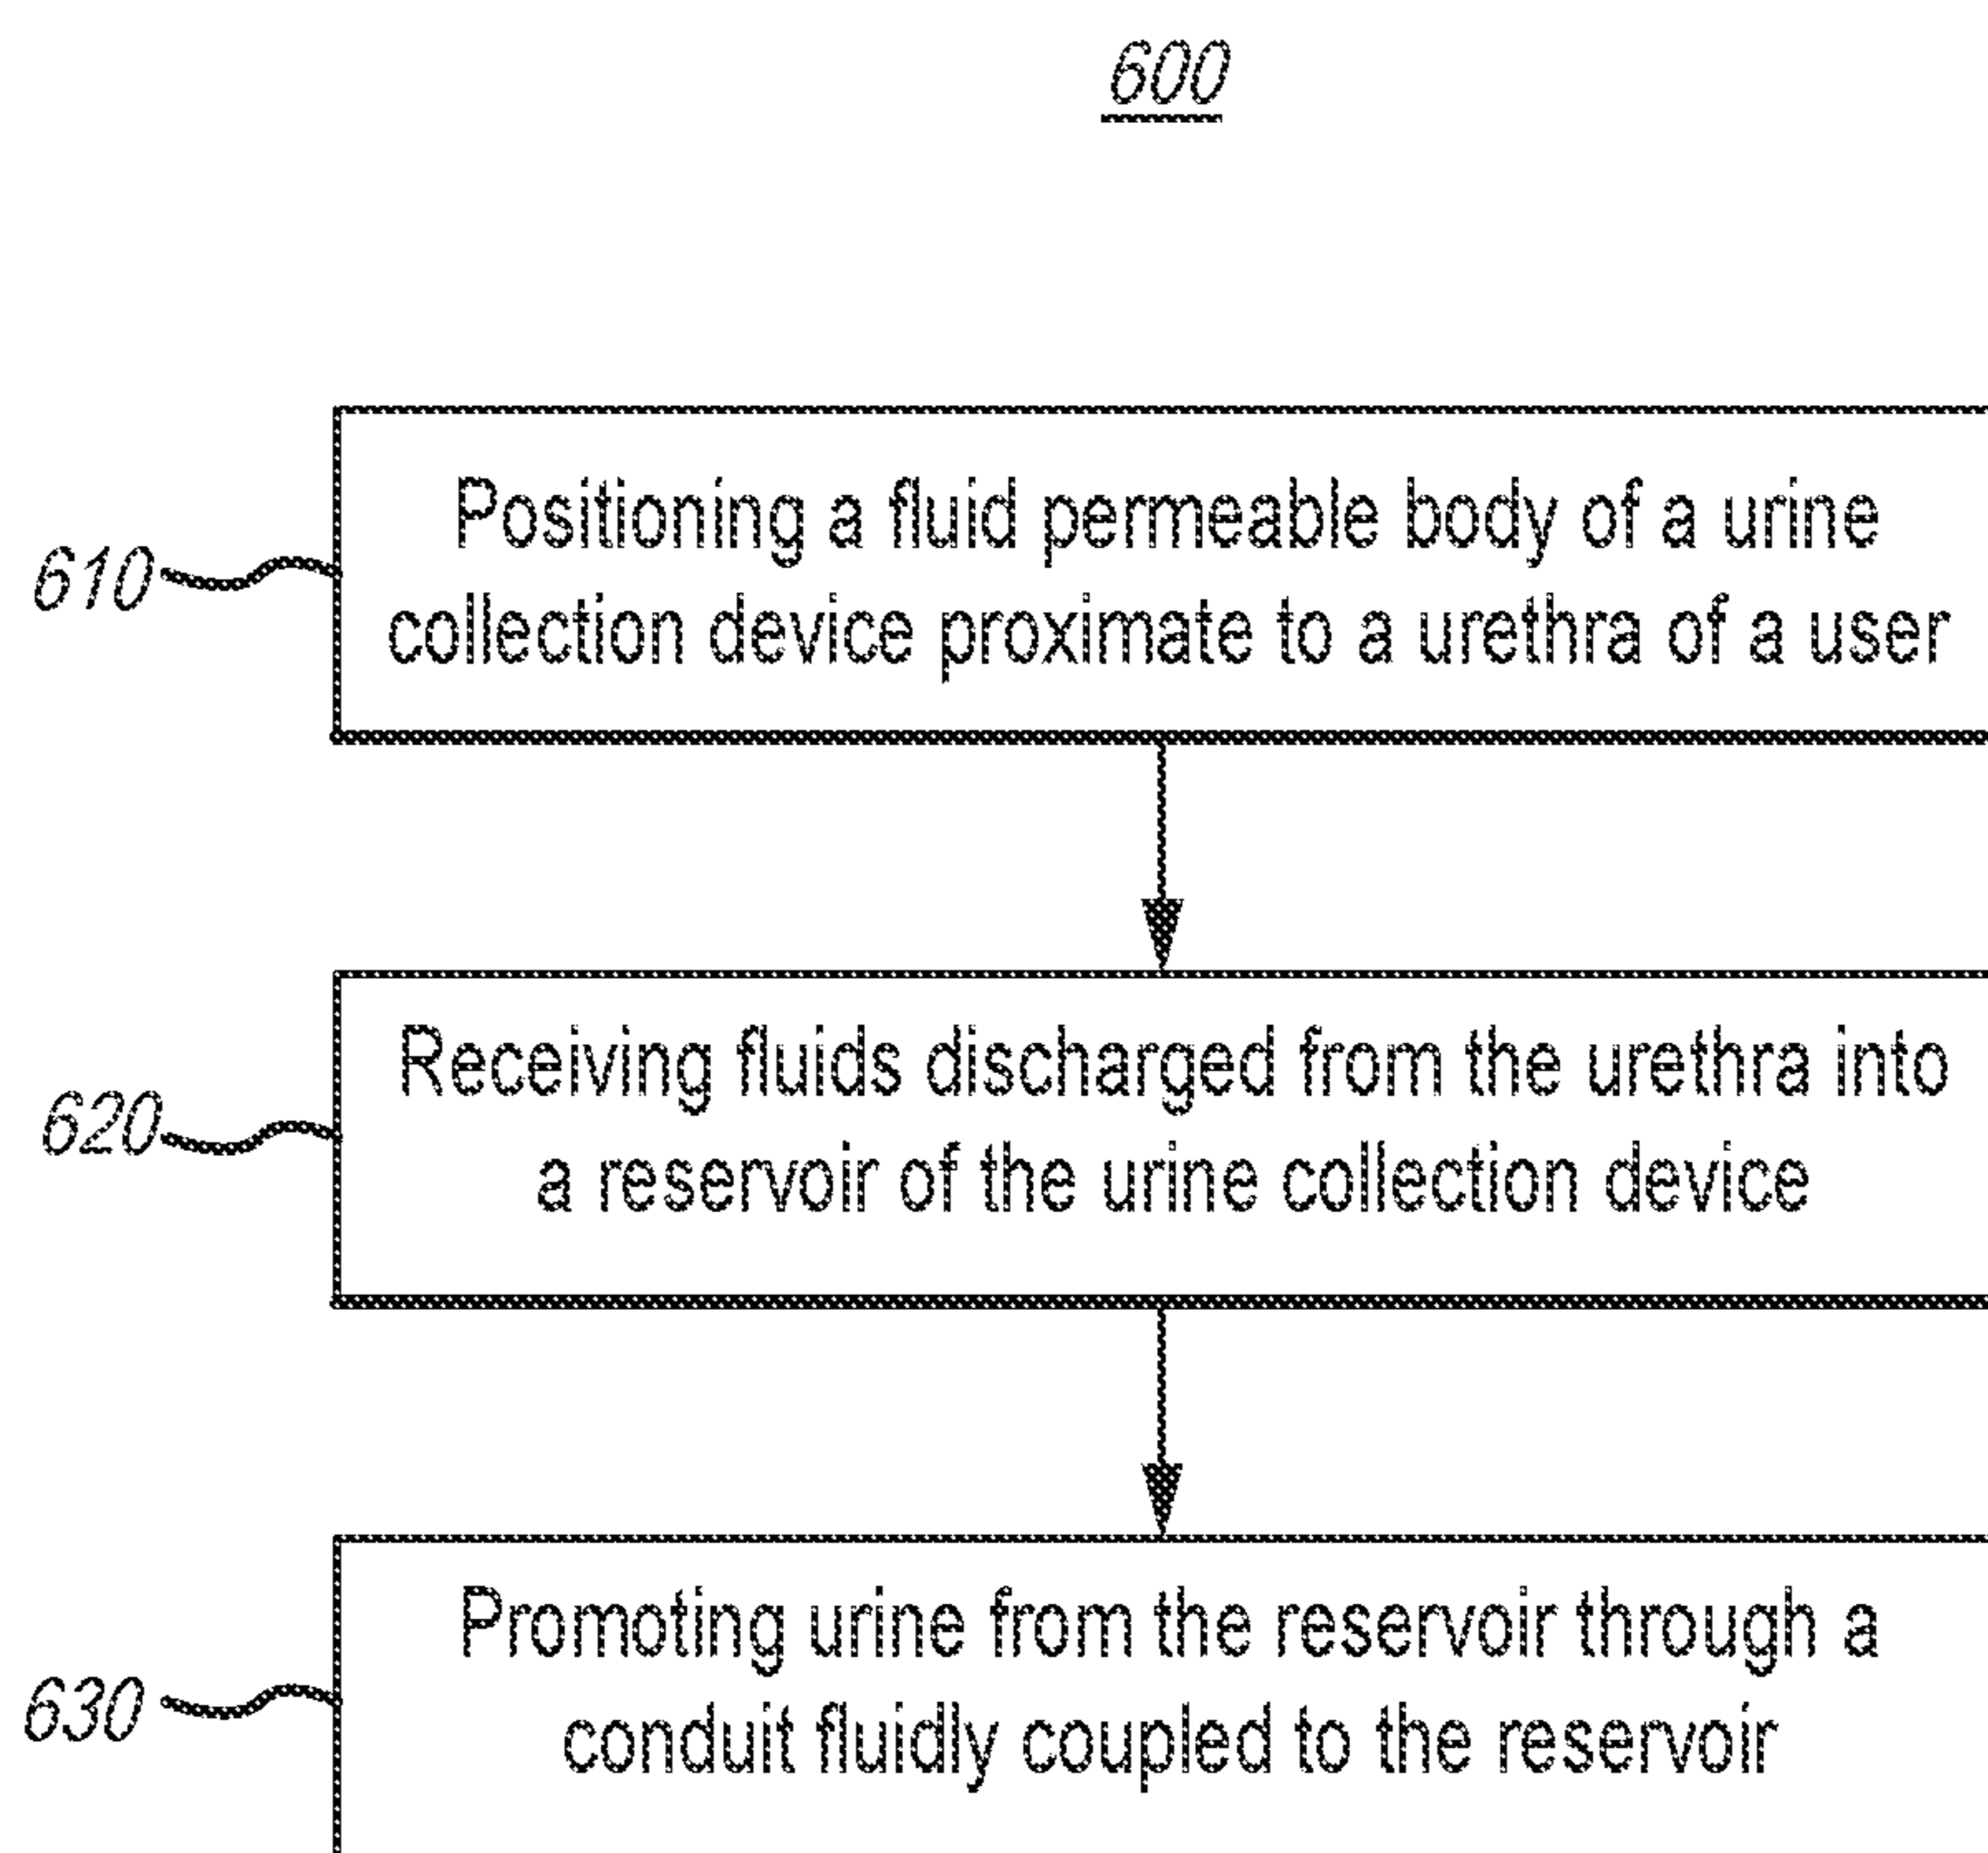 600
Positioning a fluid permeable body of a urine
collection device proximate to a urethra of a user
610
Receiving fluids discharged from the urethra into
a reservoir of the urine collection device
620
Promoting urine from the reservoir through a
conduit fluidly coupled to the reservoir
630